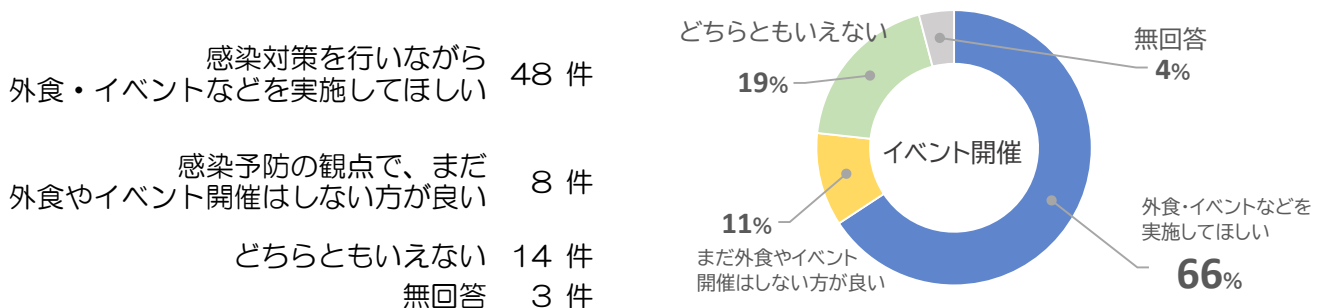 感染対策を行いながら
外食・イベントなどを実施してほしい 48 件
感染予防の観点で、まだ
外食やイベント開催はしない方が良い 8 件
どちらともいえない 14 件
無回答 3 件
どちらともいえない
19%
無回答
4%
イベント開催
11%
まだ外食やイベント
開催はしない方が良い
外食・イベントなどを
実施してほしい
66%